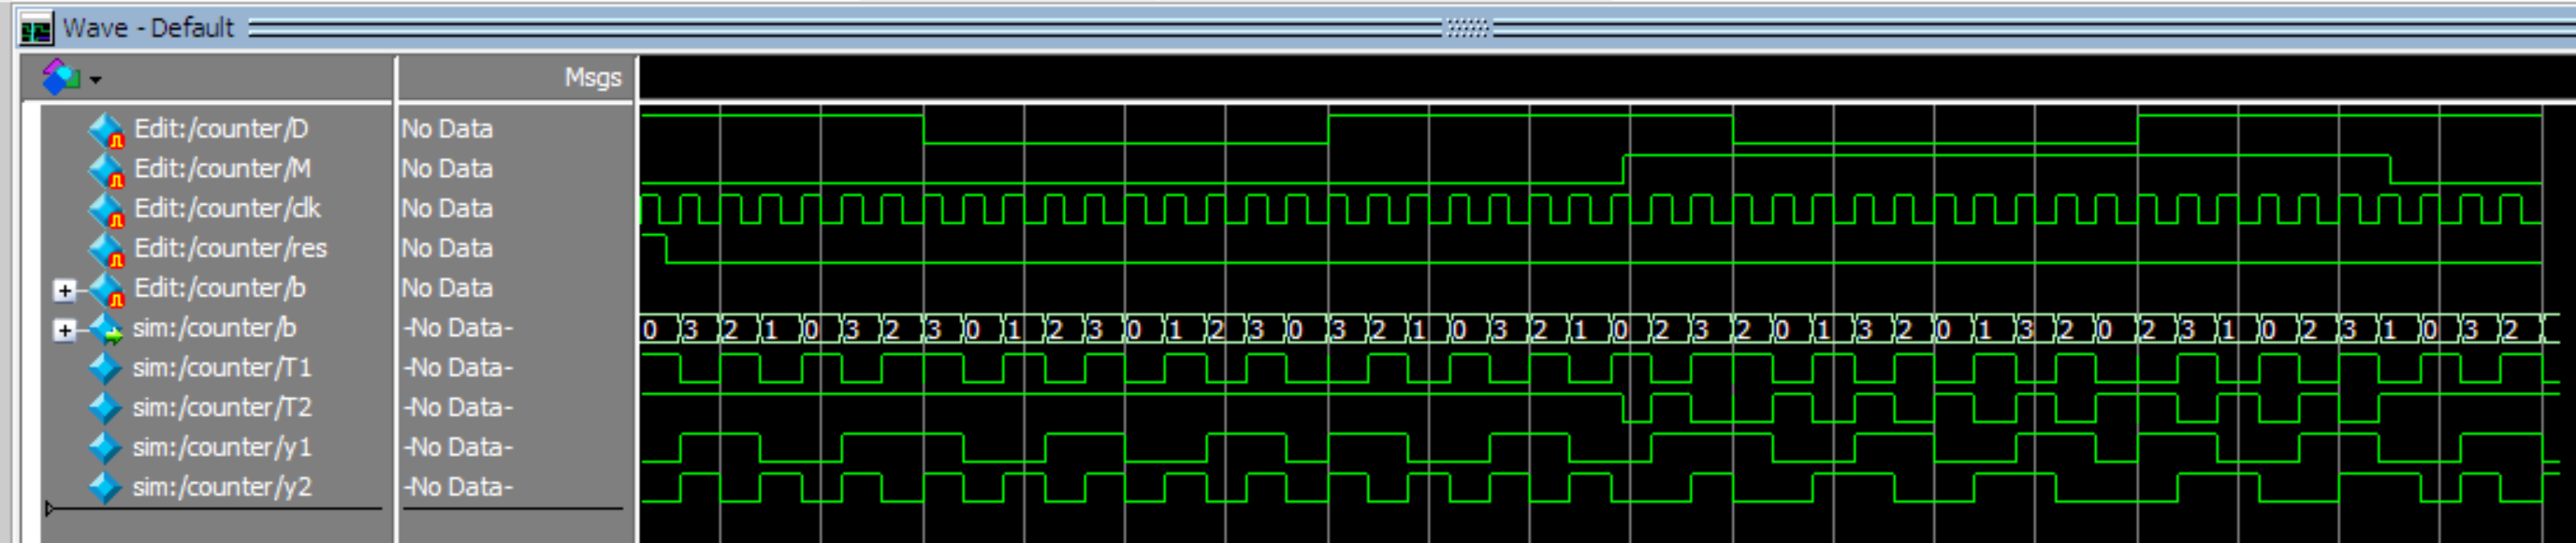 Wave - Default
Msgs
Edit:/counter/D No Data
Edit:/counter/M No Data
Edit:/counter/clk No Data
Edit:/counter/res No Data
Edit:/counter/b No Data
sim:/counter/b -No Data- 0 3 2 1 0 3 2 3 0 1 2 3 0 1 2 3 0 3 2 1 0 3 2 1 0 2 3 2 0 1 3 2 0 1 3 2 0 2 3 1 0 2 3 1 0 3 2
sim:/counter/T1 -No Data-
sim:/counter/T2 -No Data-
sim:/counter/y1 -No Data-
sim:/counter/y2 -No Data-